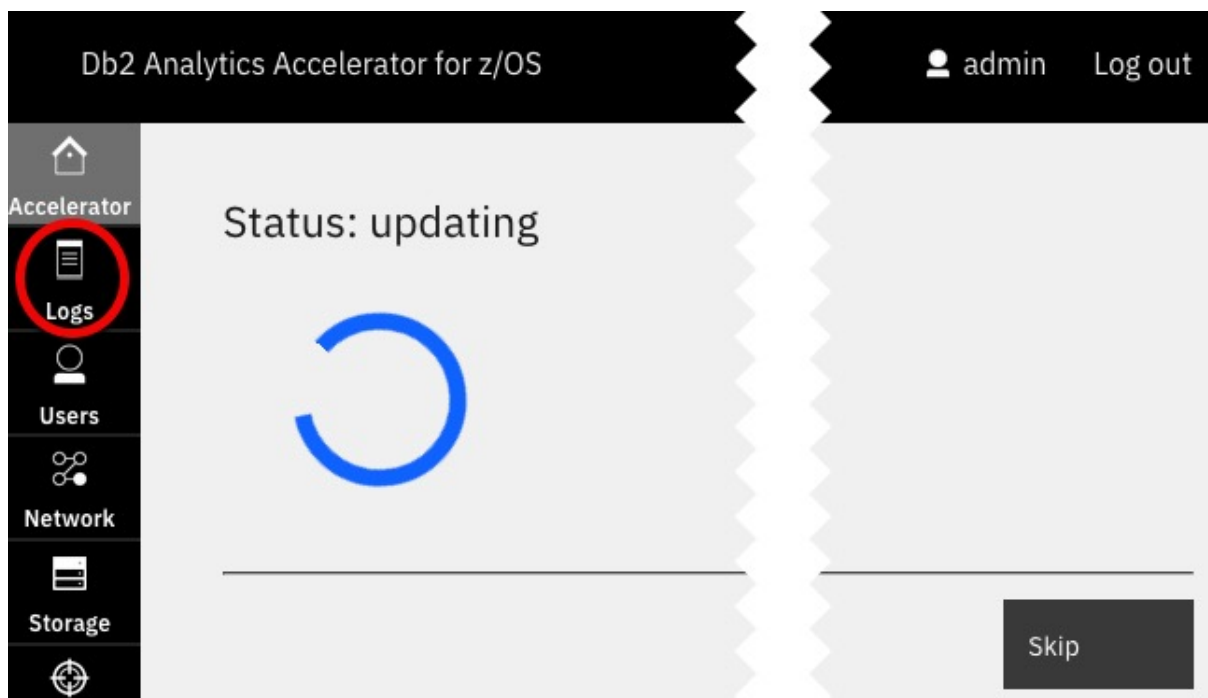 Db2 Analytics Accelerator for z/OS
admin
Log out
Accelerator
Logs
Users
Network
Storage
Status: updating
Skip